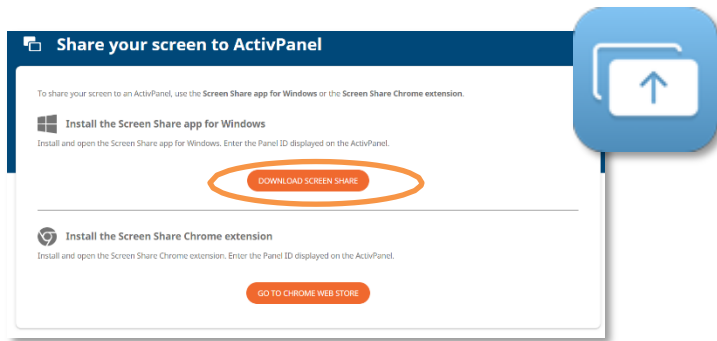 Share your screen to ActivPanel
To share your screen to an ActivPanel, use the Screen Share app for Windows or the Screen Share Chrome extension.
Install the Screen Share app for Windows
Install and open the Screen Share app for Windows. Enter the Panel ID displayed on the ActivPanel.
DOWNLOAD SCREEN SHARE
Install the Screen Share Chrome extension
Install and open the Screen Share Chrome extension. Enter the Panel ID displayed on the ActivPanel.
GO TO CHROME WEB STORE